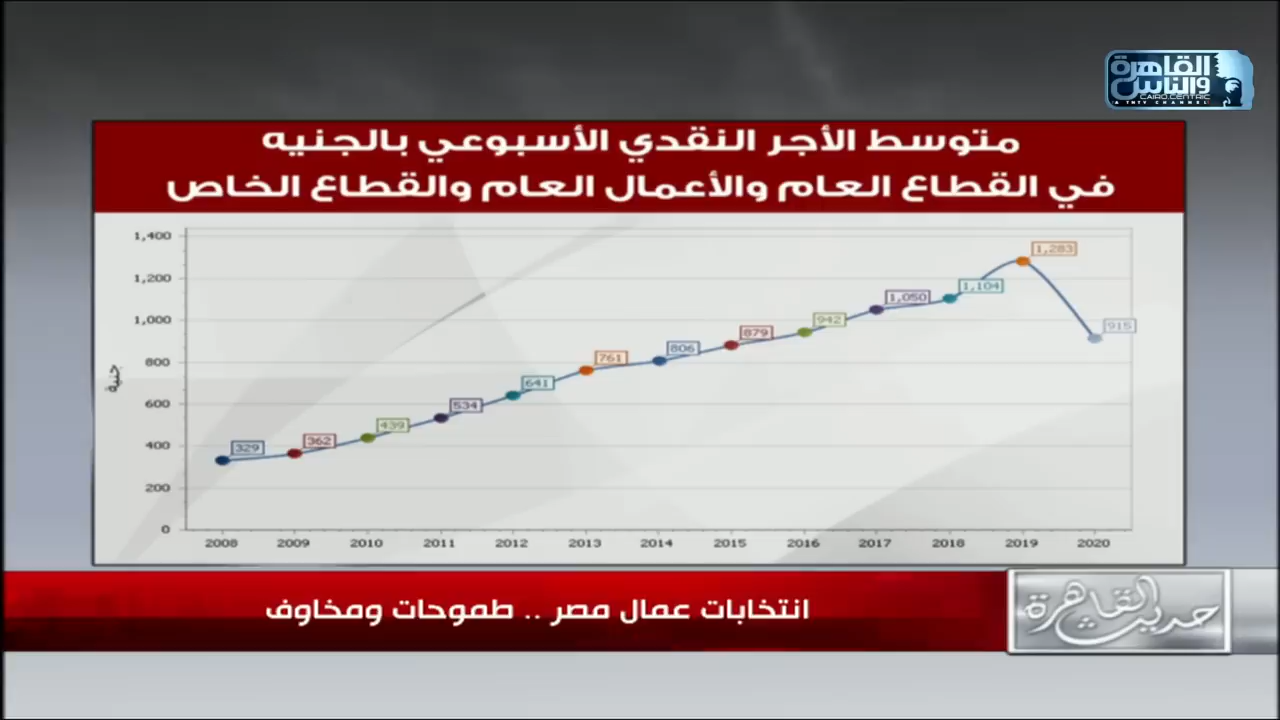 القاهرة
والناس
CAIRO.CENTRIC
A TNTV CHANNEL
متوسط الأجر النقدي الأسبوعي بالجنيه
في القطاع العام والأعمال العام والقطاع الخاص
1,400
1,200
1,000
800
600
400
200
0
جنية
329
362
439
534
641
761
806
879
942
1,050
1,104
1,283
915
2008 2009 2010 2011 2012 2013 2014 2015 2016 2017 2018 2019 2020
انتخابات عمال مصر .. طموحات ومخاوف
حديث القاهرة